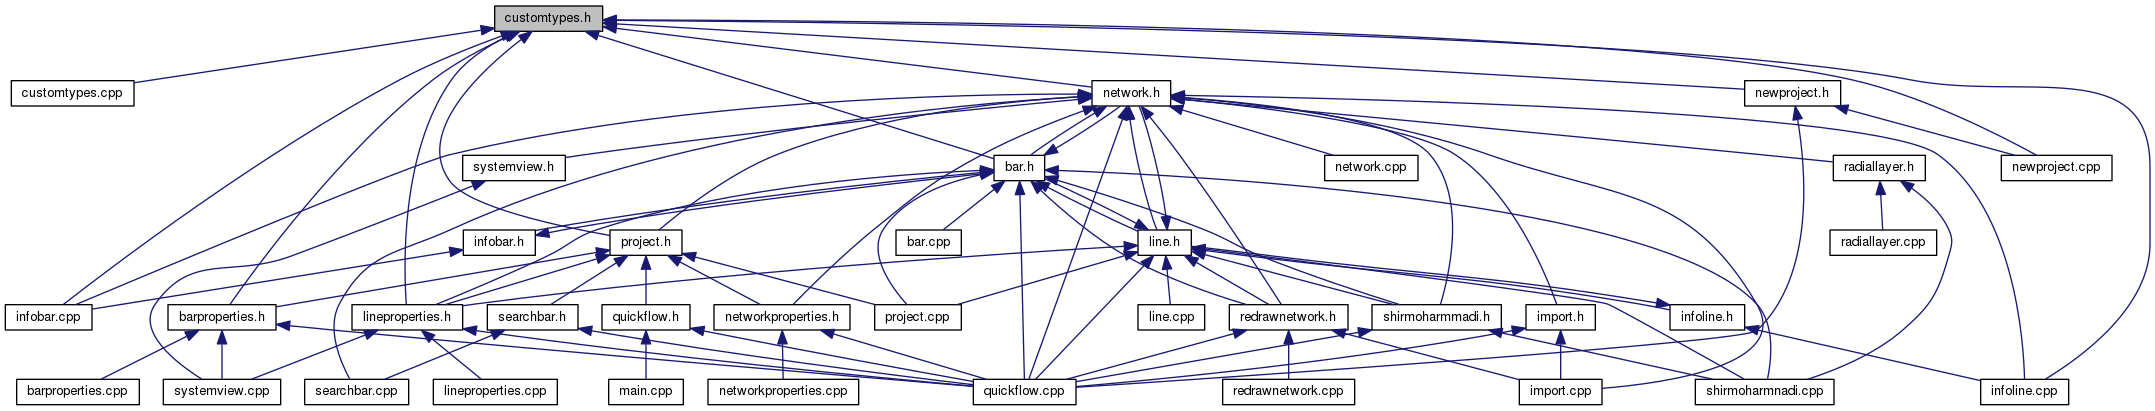 customtypes.h
customtypes.cpp
network.h
newproject.h
systemview.h
bar.h
network.cpp
radiallayer.h
newproject.cpp
infobar.h
project.h
bar.cpp
line.h
radiallayer.cpp
infobar.cpp
barproperties.h
lineproperties.h
searchbar.h
quickflow.h
networkproperties.h
project.cpp
line.cpp
redrawnetwork.h
shirmoharmmadi.h
import.h
infoline.h
barproperties.cpp
systemview.cpp
searchbar.cpp
lineproperties.cpp
main.cpp
networkproperties.cpp
quickflow.cpp
redrawnetwork.cpp
import.cpp
shirmoharmnadi.cpp
infoline.cpp